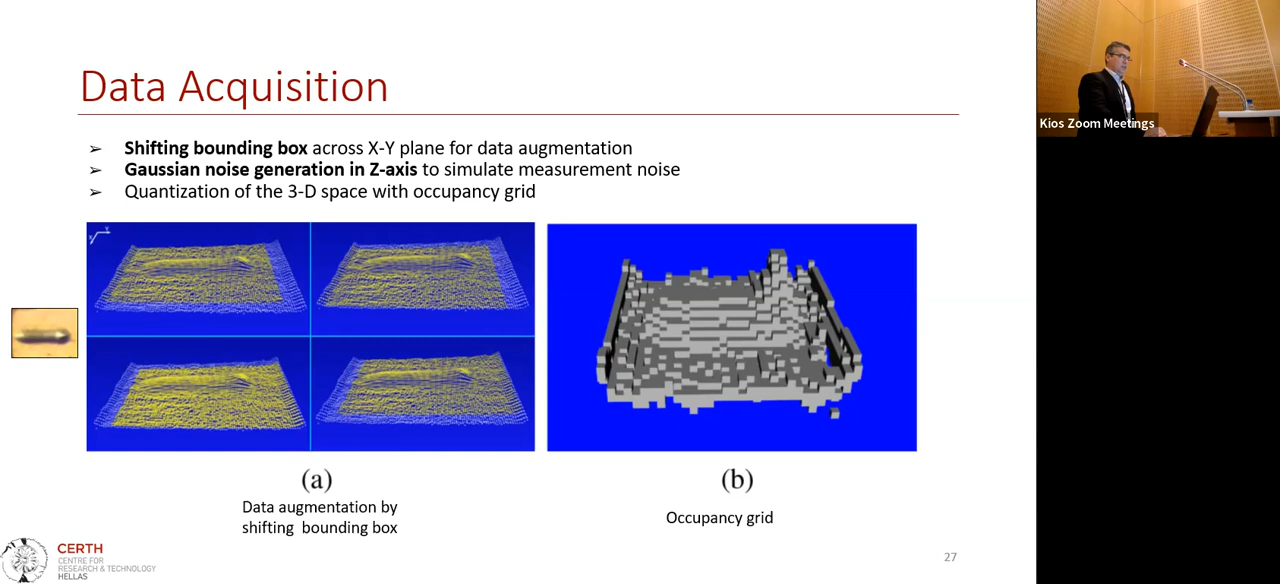 Data Acquisition
➢ Shifting bounding box across X-Y plane for data augmentation
➢ Gaussian noise generation in Z-axis to simulate measurement noise
➢ Quantization of the 3-D space with occupancy grid
(a)
Data augmentation by
shifting bounding box
(b)
Occupancy grid
CERTH
CENTRE FOR
RESEARCH & TECHNOLOGY
HELLAS
27
Kios Zoom Meetings